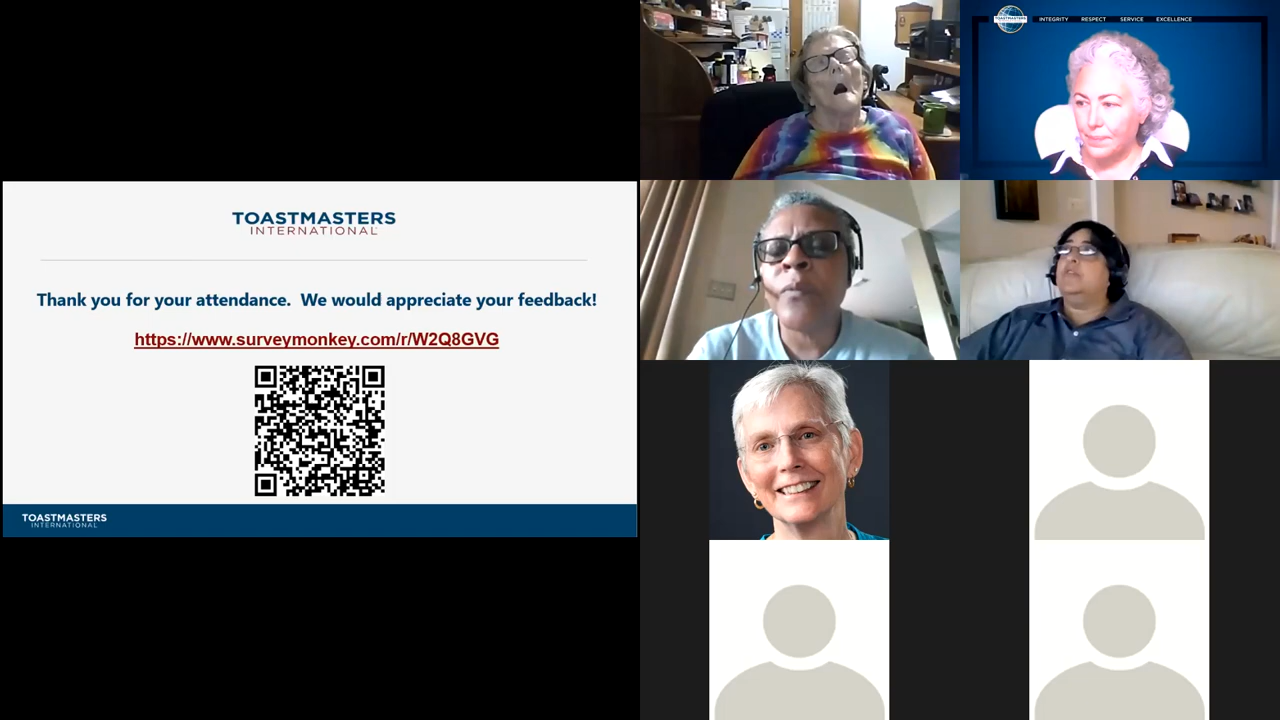 TOASTMASTERS
INTERNATIONAL
Thank you for your attendance.  We would appreciate your feedback!
https://www.surveymonkey.com/r/W2Q8GVG
TOASTMASTERS
INTERNATIONAL
TOASTMASTERS
INTEGRITY RESPECT SERVICE EXCELLENCE